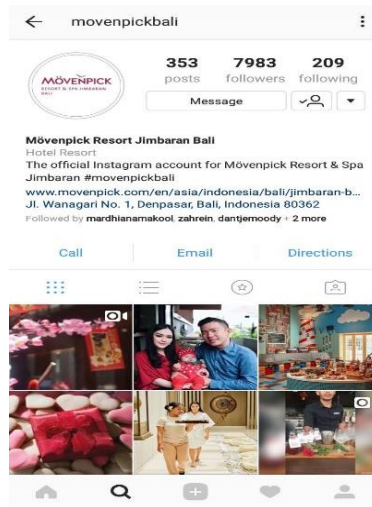 movenpickbali
353 7983 209
posts followers following
MÖVENPICK
RESORT & SPA JIMBARAN
BALI
Message
Mövenpick Resort Jimbaran Bali
Hotel Resort
The official Instagram account for Mövenpick Resort & Spa
Jimbaran #movenpickbali
www.movenpick.com/en/asia/indonesia/bali/jimbaran-b...
Jl. Wanagari No. 1, Denpasar, Bali, Indonesia 80362
Followed by mardhianamakool, zahrein, dantjemoody + 2 more
Call Email Directions